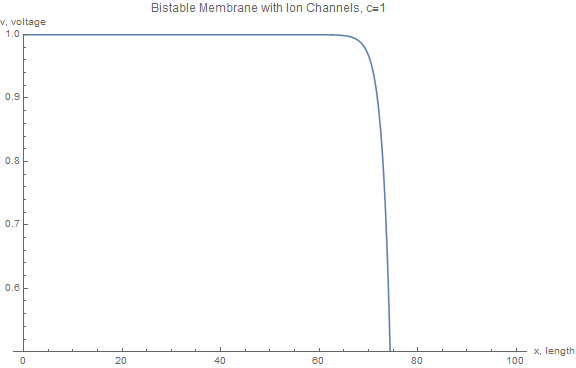 Bistable Membrane with Ion Channels, c=1
v, voltage
1.0
0.9
0.8
0.7
0.6
0 20 40 60 80 100 x, length